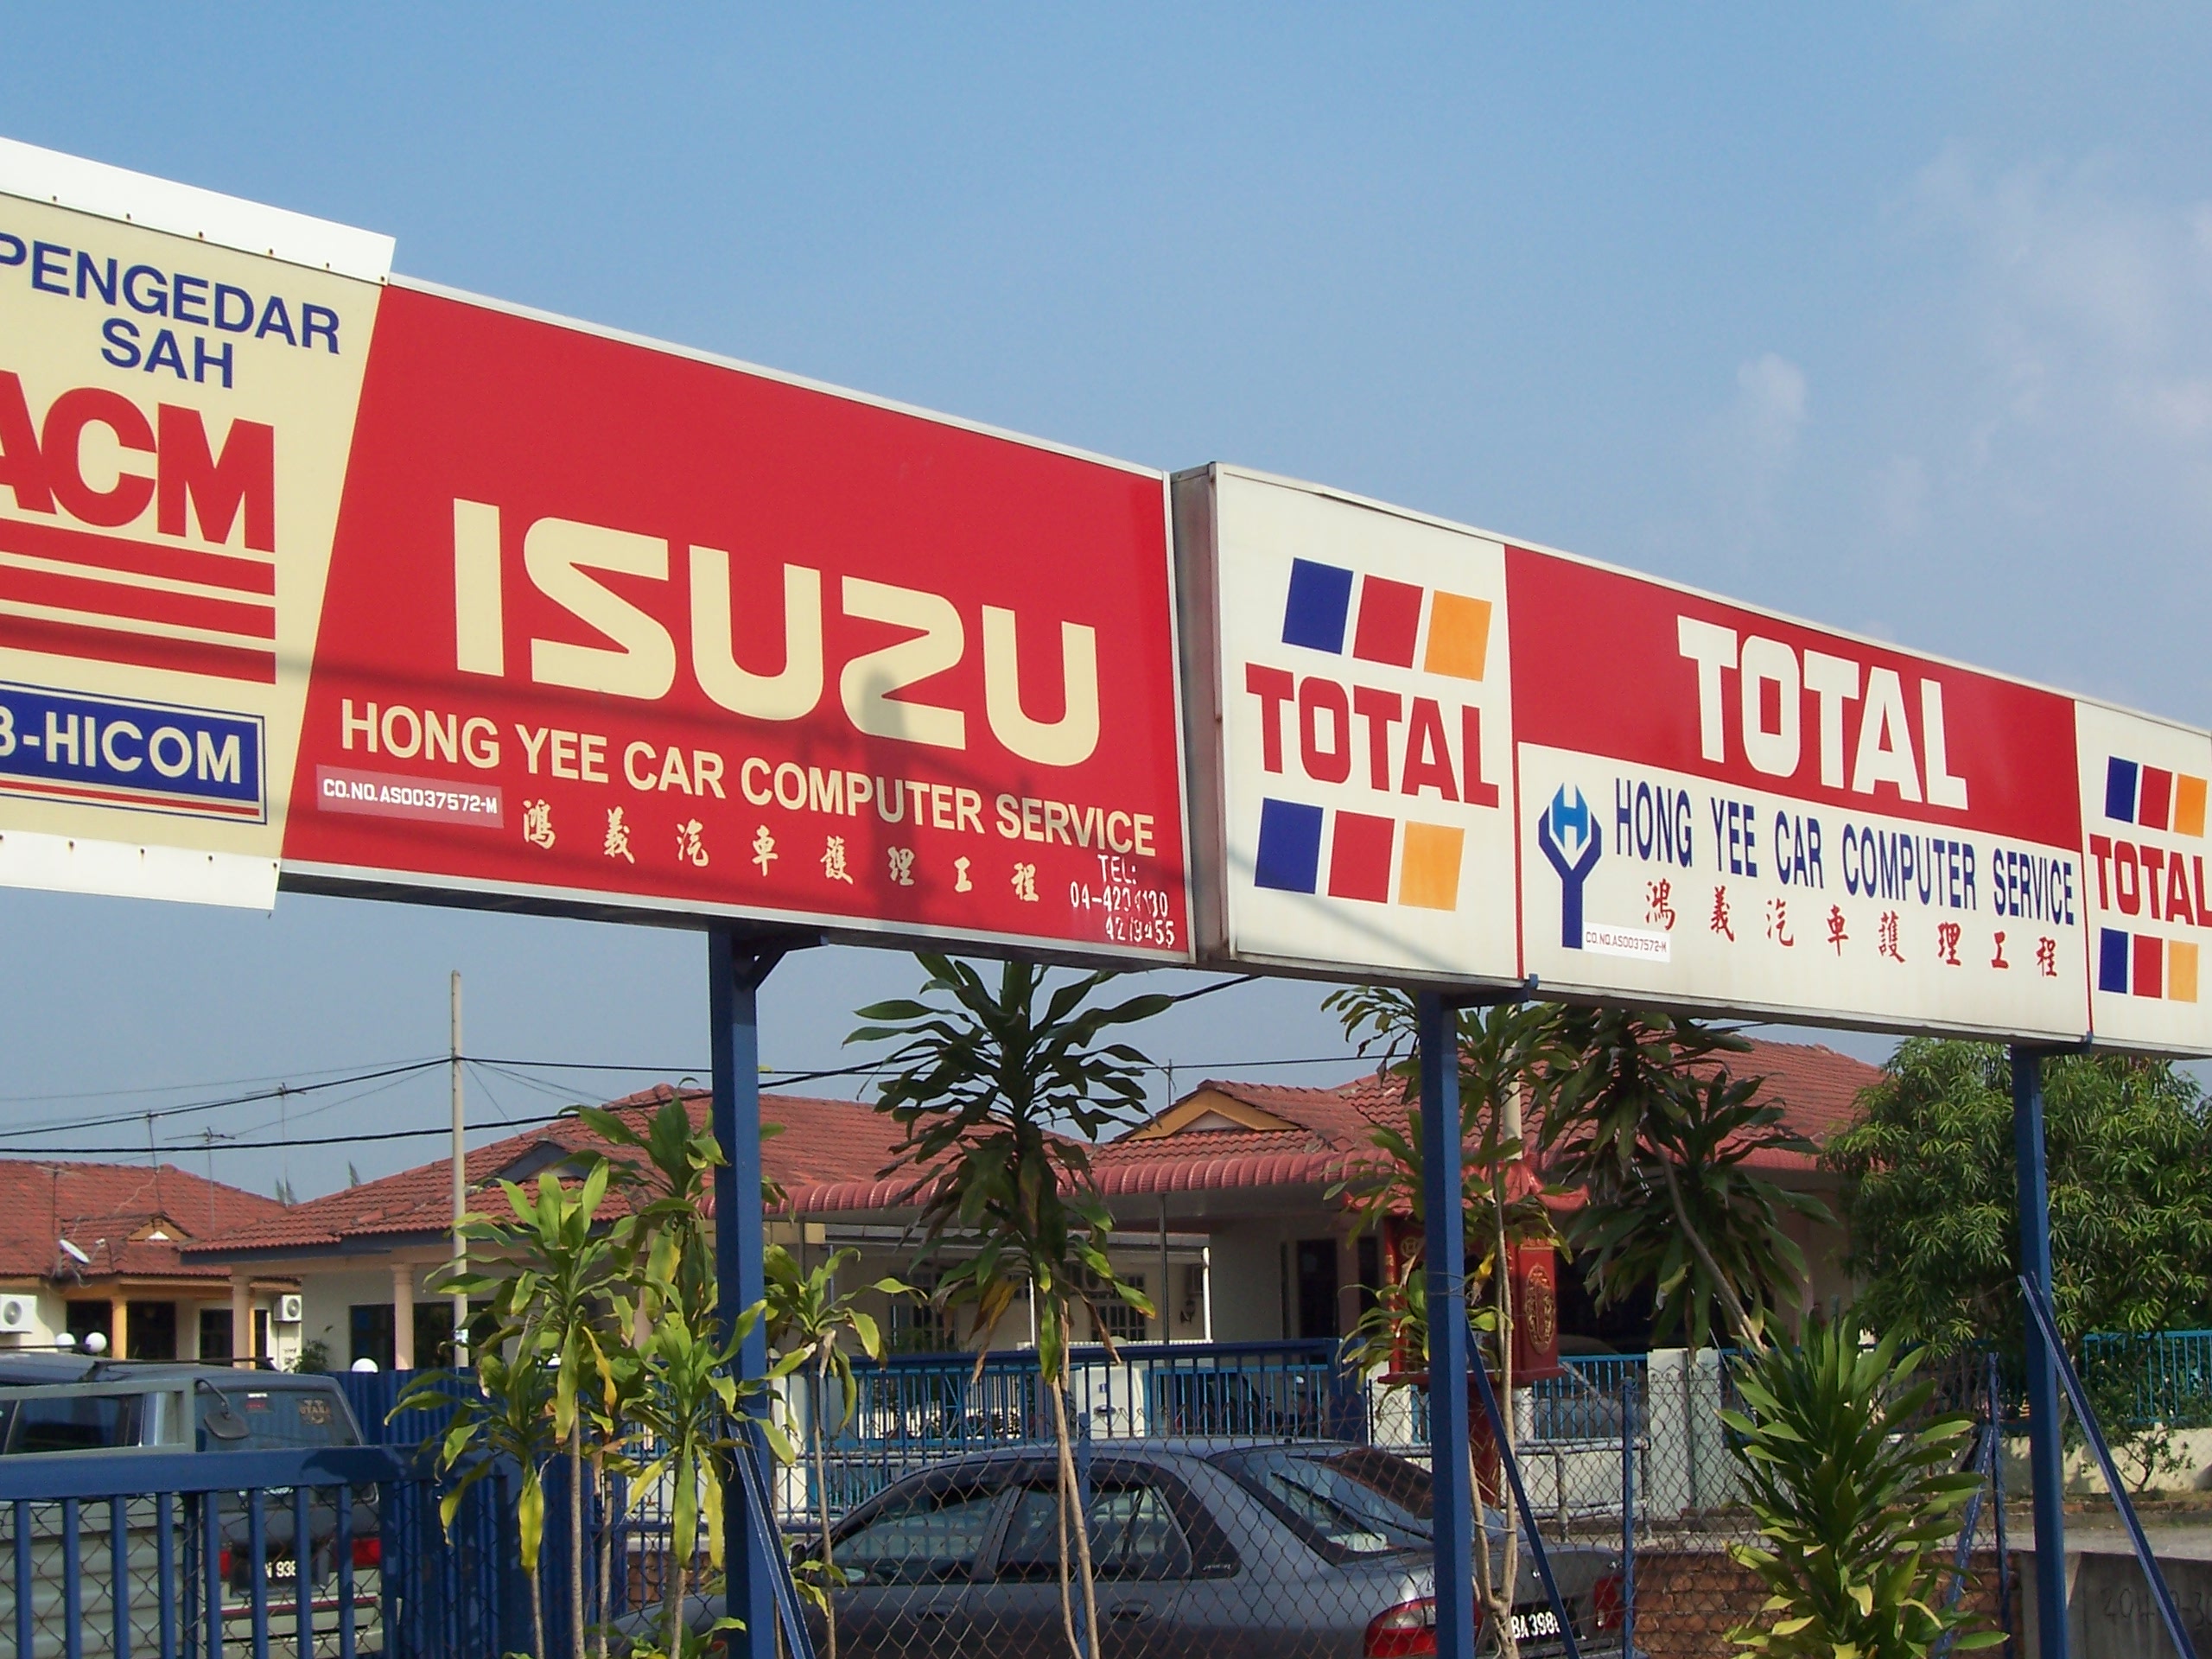 PENGEDAR
SAH
ACM
B-HICOM
ISUZU
HONG YEE CAR COMPUTER SERVICE
CO.NO.AS0037572-M
鴻義汽車護理工程
TEL:
TOTAL
TOTAL
HONG YEE CAR COMPUTER SERVICE
鴻義汽車護理工程
CO.NO.AS0037572-M
TOTAL